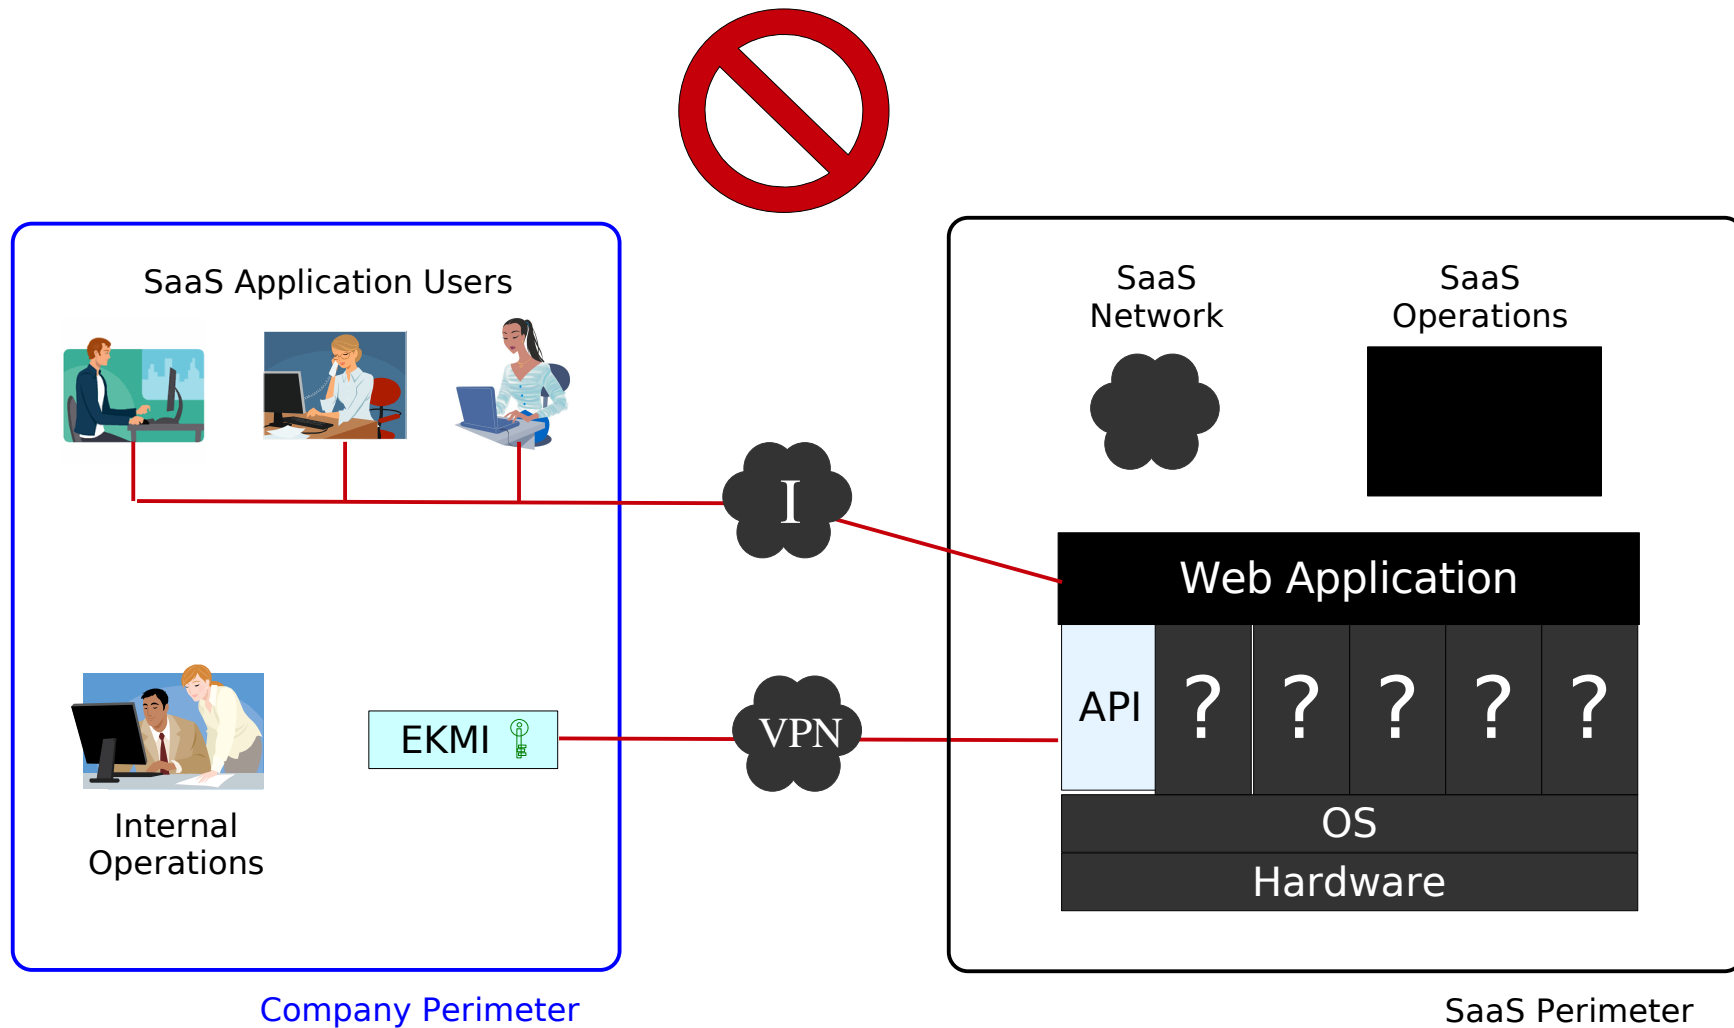 SaaS Application Users
SaaS
Network
SaaS
Operations
I
Web Application
API
?
?
?
?
?
EKMI
VPN
OS
Hardware
Internal
Operations
Company Perimeter
SaaS Perimeter